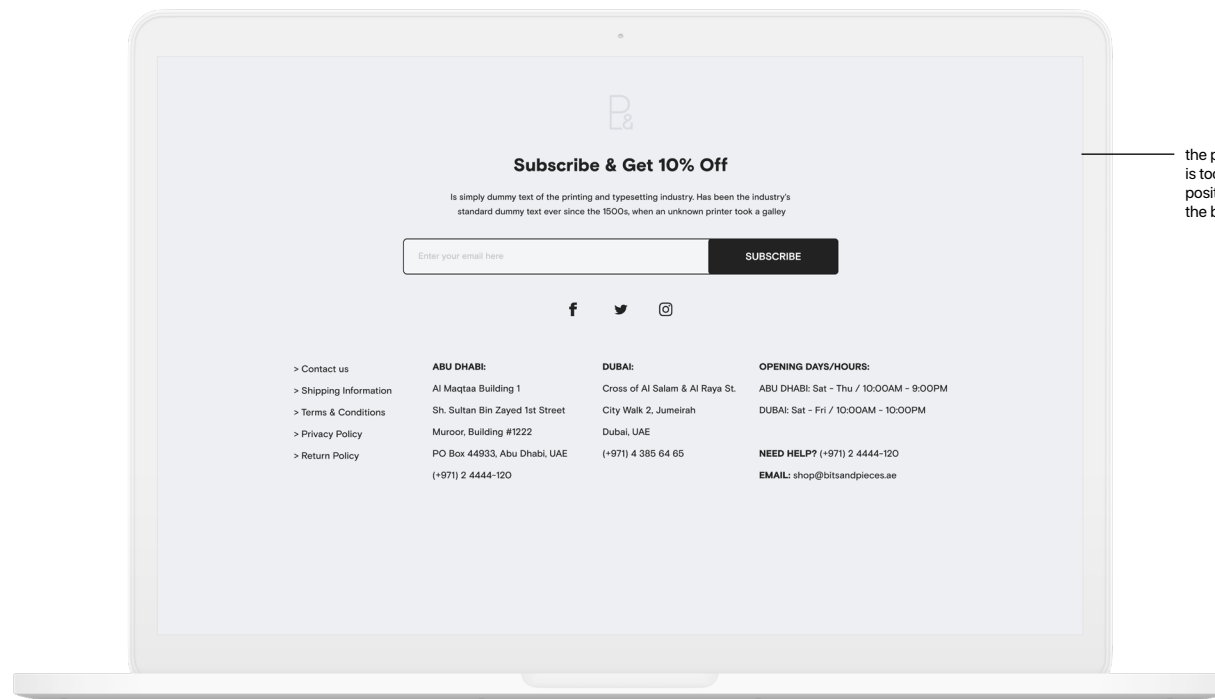 B&
Subscribe & Get 10% Off
Is simply dummy text of the printing and typesetting industry. Has been the industry's
standard dummy text ever since the 1500s, when an unknown printer took a galley
Enter your email here
SUBSCRIBE
> Contact us
> Shipping Information
> Terms & Conditions
> Privacy Policy
> Return Policy
ABU DHABI:
Al Maqtaa Building 1
Sh. Sultan Bin Zayed 1st Street
Muroor, Building #1222
PO Box 44933, Abu Dhabi, UAE
(+971) 2 4444-120
DUBAI:
Cross of Al Salam & Al Raya St.
City Walk 2, Jumeirah
Dubai, UAE
(+971) 4 385 64 65
OPENING DAYS/HOURS:
ABU DHABI: Sat - Thu / 10:00AM - 9:00PM
DUBAI: Sat - Fri / 10:00AM - 10:00PM
NEED HELP? (+971) 2 4444-120
EMAIL: shop@bitsandpieces.ae
the
is
the